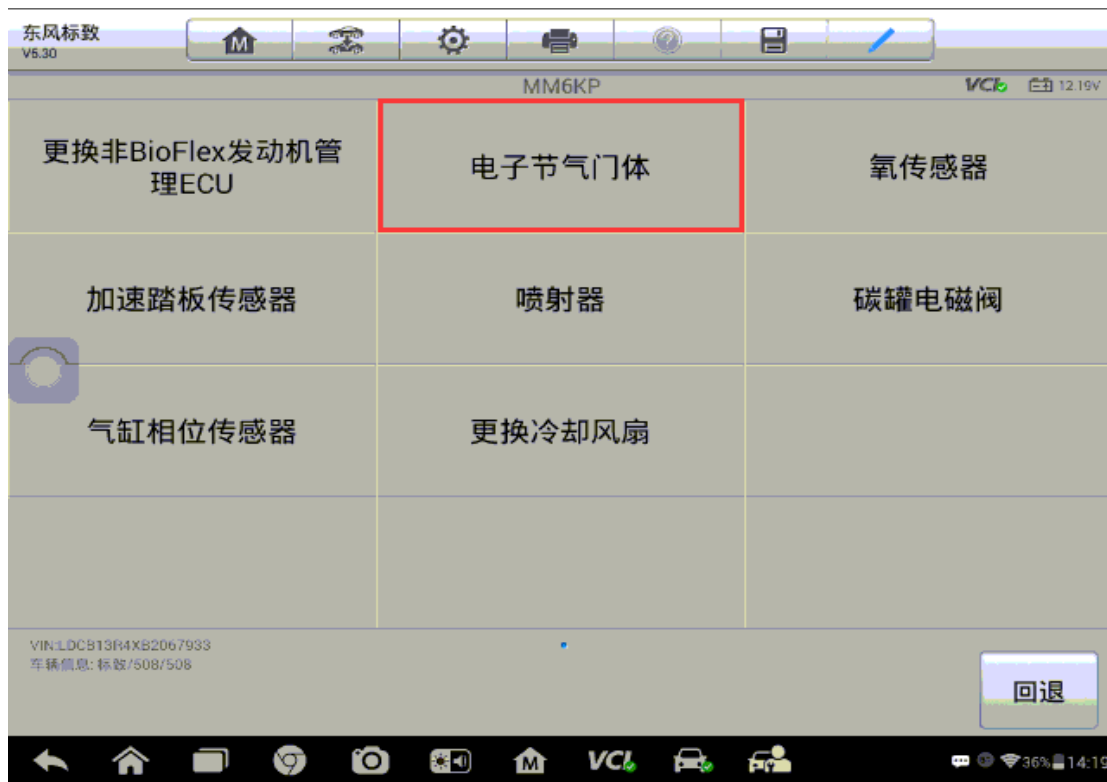 东风标致
V6.30
M
MM6KP
VCI
12.19V
更换非BioFlex发动机管
理ECU
电子节气门体
氧传感器
加速踏板传感器
喷射器
碳罐电磁阀
气缸相位传感器
更换冷却风扇
VIN:LDCB13R4XB2067933
车辆信息: 标致/508/508
回退
M
VCI
36%
14:19